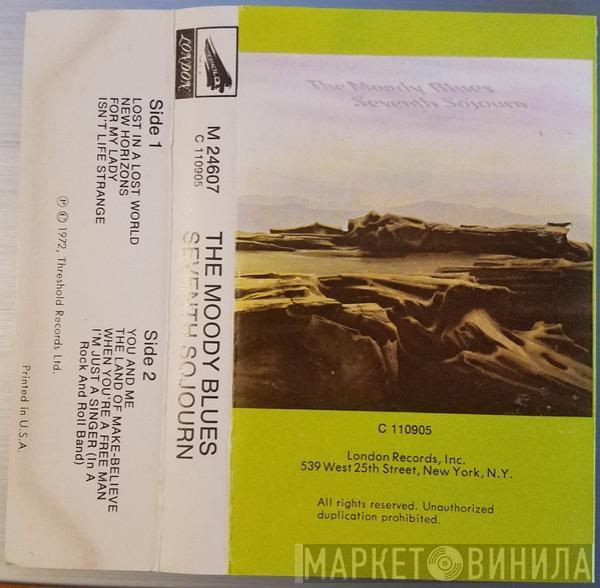 Side 1
LOST IN A LOST WORLD
NEW HORIZONS
FOR MY LADY
ISN'T LIFE STRANGE
Side 2
YOU AND ME
THE LAND OF MAKE-BELIEVE
WHEN YOU'RE A FREE MAN
I'M JUST A SINGER (In A
Rock And Roll Band)
℗ © 1972, Threshold Records Ltd.
Printed in U.S.A.
LONDON
THRESHOLD
M 24607
C 110905
THE MOODY BLUES
SEVENTH SOJOURN
The Moody Blues
Seventh Sojourn
C 110905
London Records, Inc.
539 West 25th Street, New York, N.Y.
All rights reserved. Unauthorized
duplication prohibited.
МАРКЕТ ВИНИЛА